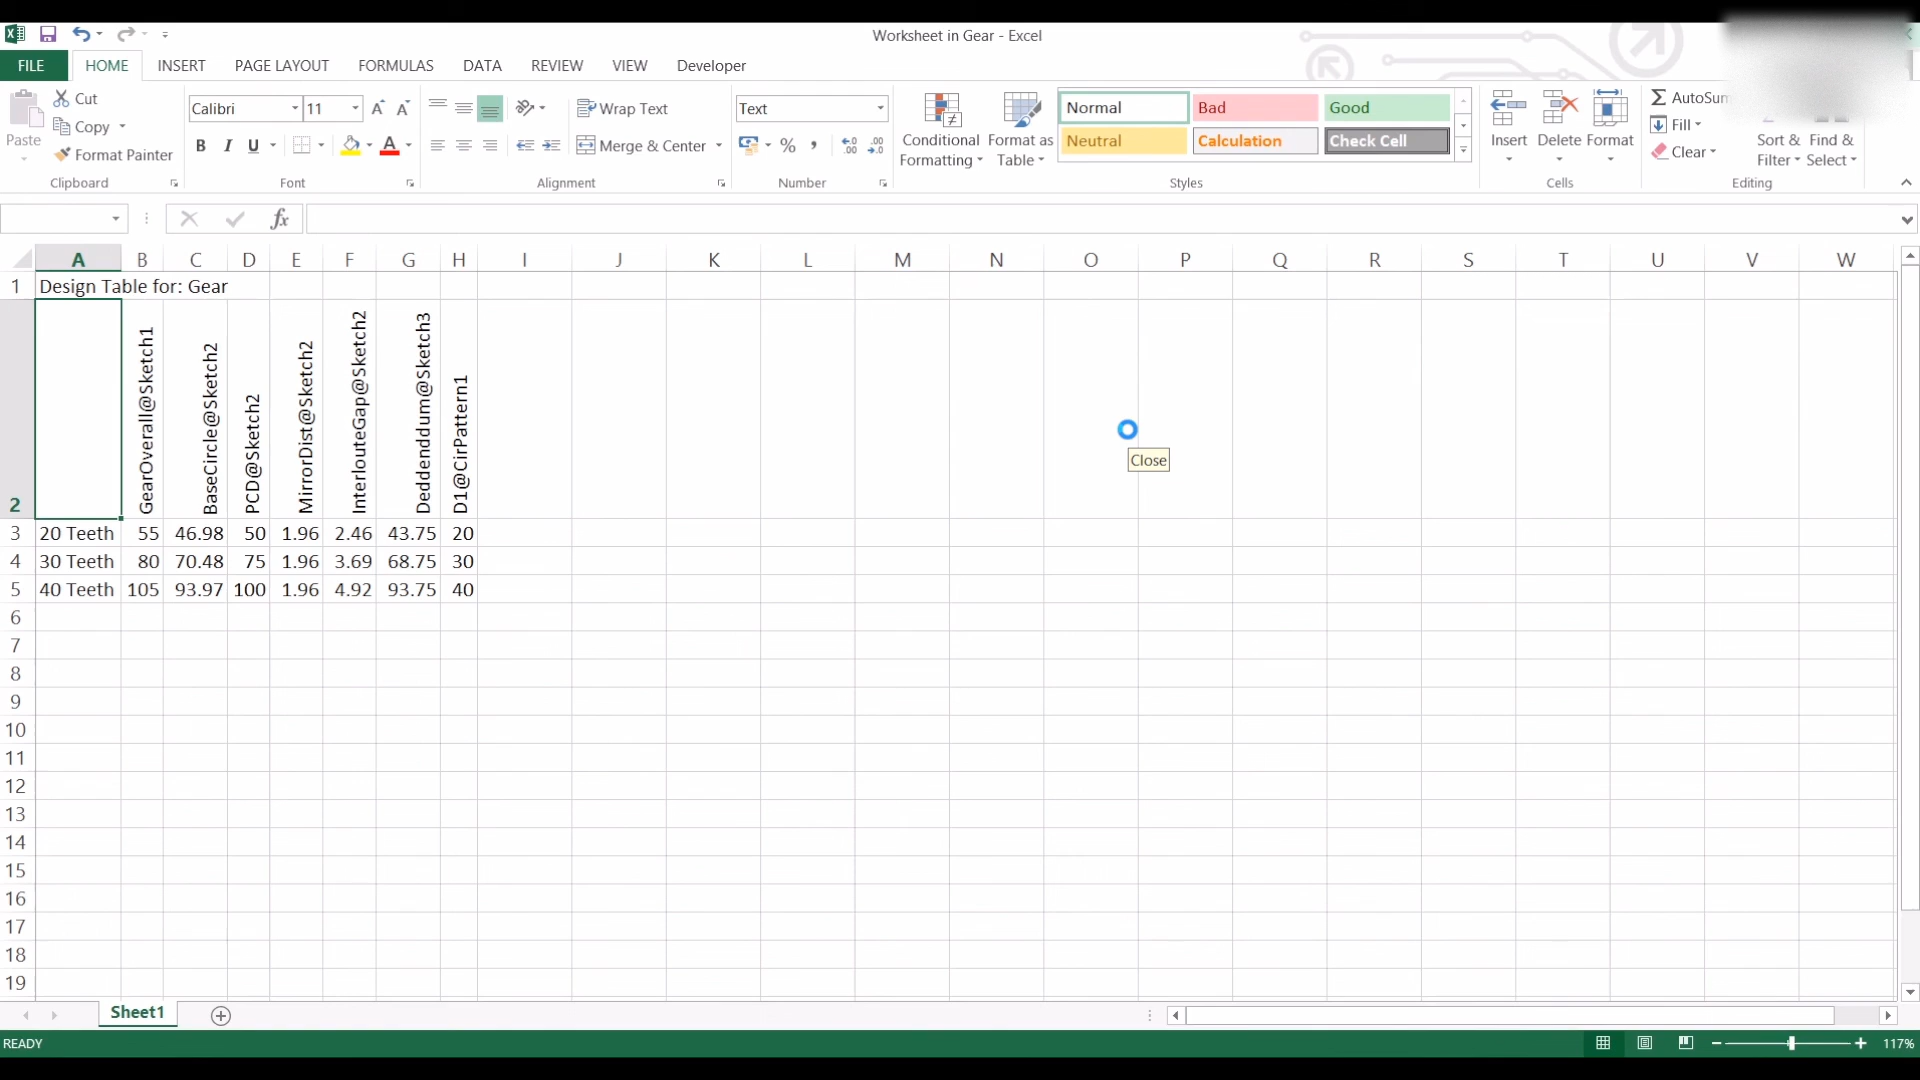 Worksheet in Gear - Excel
FILE HOME INSERT PAGE LAYOUT FORMULAS DATA REVIEW VIEW Developer
Paste
Cut
Copy
Format Painter
Clipboard
Calibri 11
B I U
Font
Wrap Text
Merge & Center
Alignment
Text
%
Number
Conditional Formatting
Format as Table
Normal Bad Good
Neutral Calculation Check Cell
Styles
Insert Delete Format
Cells
AutoSum
Fill
Clear
Sort & Filter
Find & Select
Editing
fx
A B C D E F G H I J K L M N O P Q R S T U V W
1 Design Table for: Gear
2 GearOverall@Sketch1 BaseCircle@Sketch2 PCD@Sketch2 MirrorDist@Sketch2 InterlouteGap@Sketch2 Deddenddum@Sketch3 D1@CirPattern1
Close
3 20 Teeth 55 46.98 50 1.96 2.46 43.75 20
4 30 Teeth 80 70.48 75 1.96 3.69 68.75 30
5 40 Teeth 105 93.97 100 1.96 4.92 93.75 40
6
7
8
9
10
11
12
13
14
15
16
17
18
19
Sheet1
READY
117%